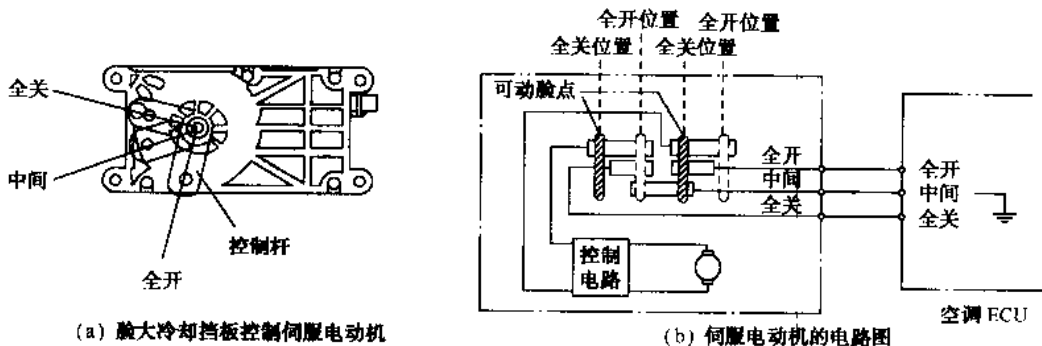 全关
中间
全开
控制杆
(a) 脸大冷却挡板控制伺服电动机
全开位置 全开位置
全关位置 全关位置
可动脸点
全开
中间
全关
全开
中间
全关
控制
电路
空调 ECU
(b) 伺服电动机的电路图